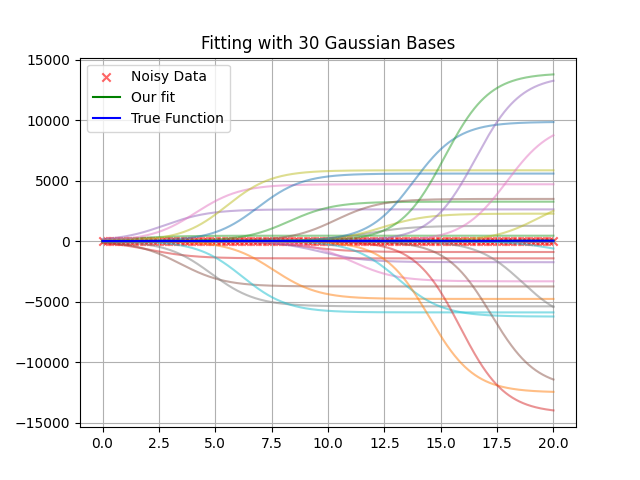 Fitting with 30 Gaussian Bases
Noisy Data
Our fit
True Function
15000
10000
5000
0
−5000
−10000
−15000
0.0 2.5 5.0 7.5 10.0 12.5 15.0 17.5 20.0